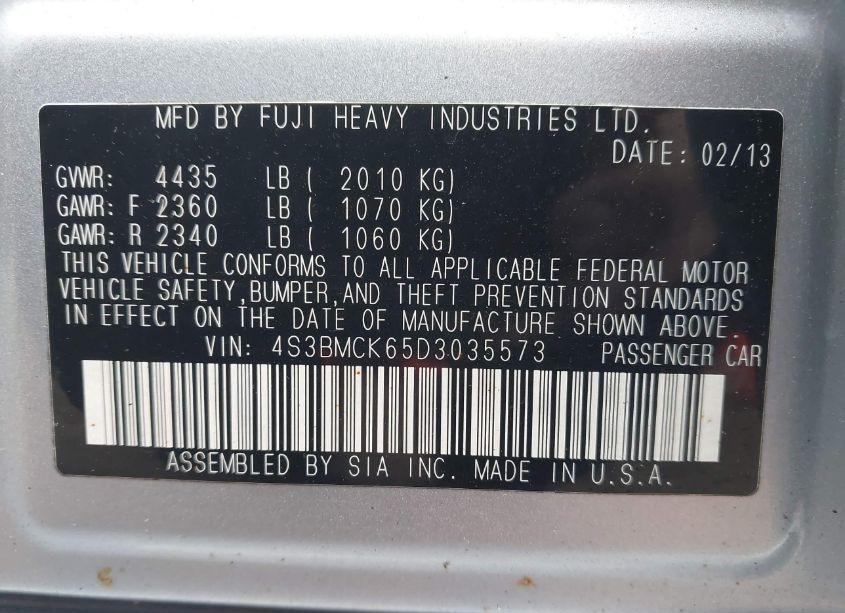 MFD BY FUJI HEAVY INDUSTRIES LTD.
DATE: 02/13
GVWR: 4435 LB ( 2010 KG)
GAWR: F 2360 LB ( 1070 KG)
GAWR: R 2340 LB ( 1060 KG)
THIS VEHICLE CONFORMS TO ALL APPLICABLE FEDERAL MOTOR
VEHICLE SAFETY,BUMPER,AND THEFT PREVENTION STANDARDS
IN EFFECT ON THE DATE OF MANUFACTURE SHOWN ABOVE.
VIN: 4S3BMCK65D3035573 PASSENGER CAR
ASSEMBLED BY SIA INC. MADE IN U.S.A.